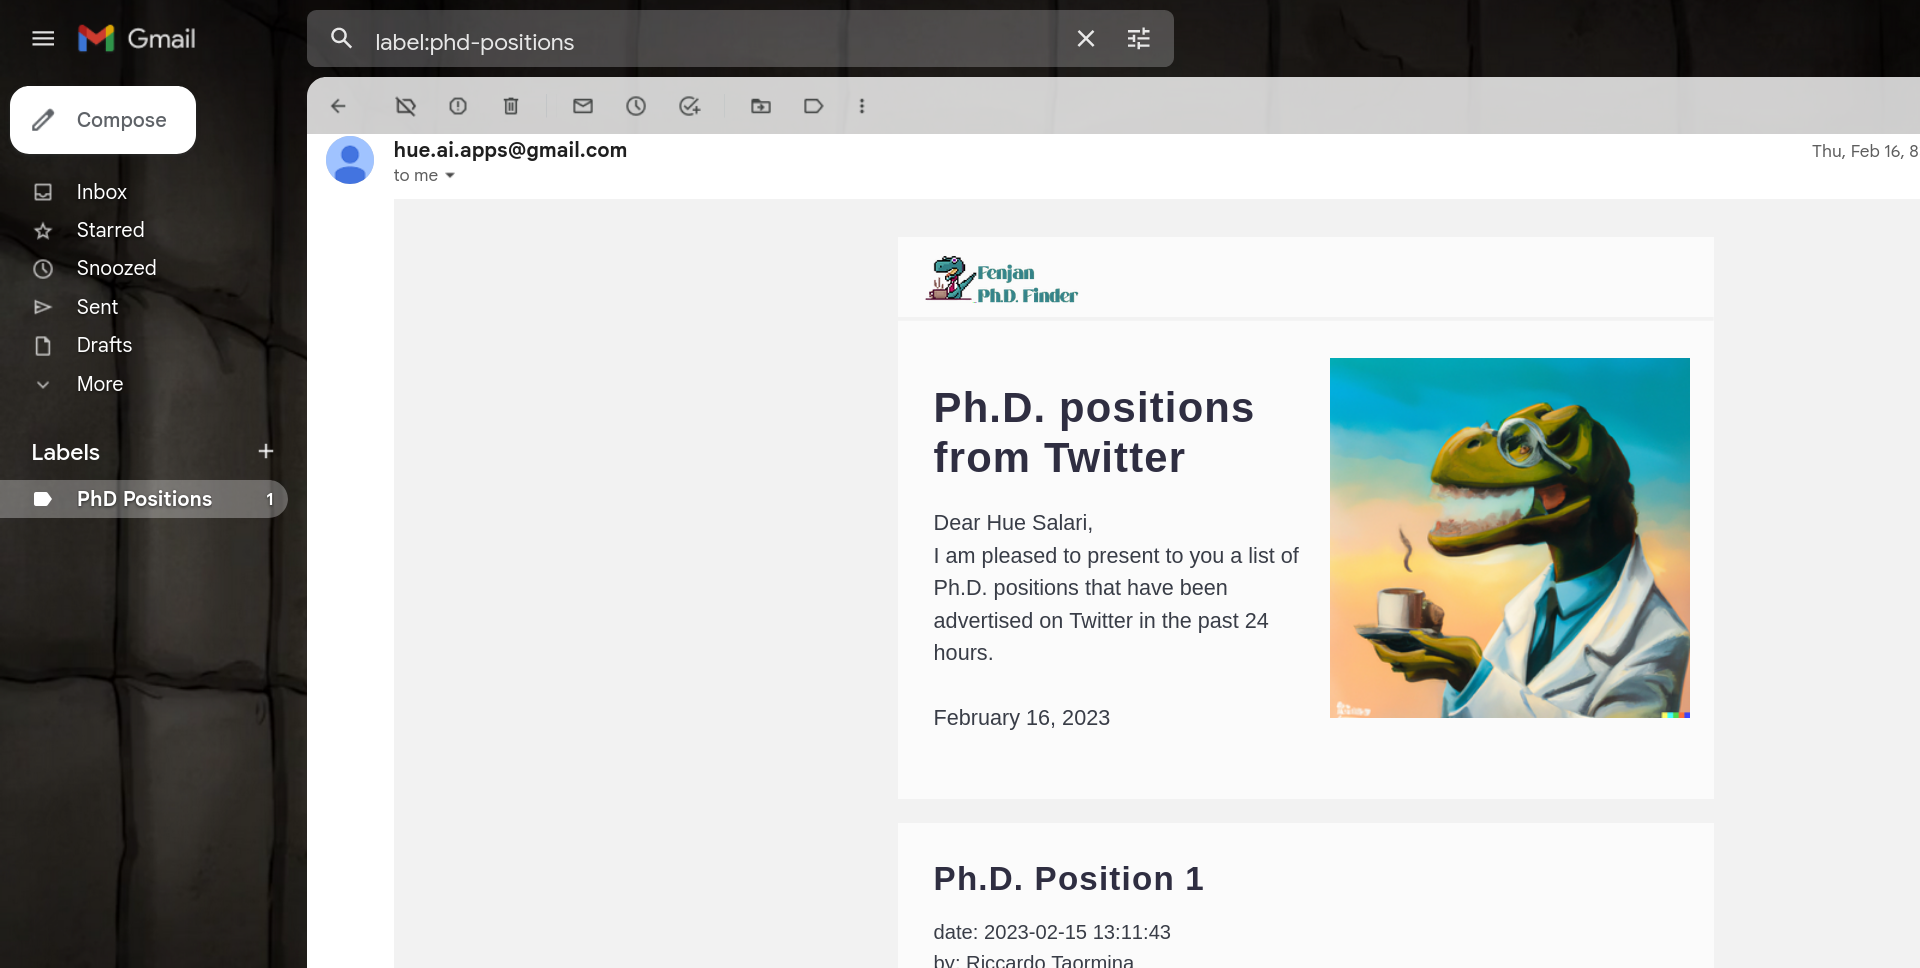 Gmail
label:phd-positions
Compose
Inbox
Starred
Snoozed
Sent
Drafts
More
Labels
PhD Positions 1
hue.ai.apps@gmail.com
Thu, Feb 16, 8
to me
Fenjan
Ph.D. Finder
Ph.D. positions
from Twitter
Dear Hue Salari,
I am pleased to present to you a list of
Ph.D. positions that have been
advertised on Twitter in the past 24
hours.
February 16, 2023
Ph.D. Position 1
date: 2023-02-15 13:11:43
by: Riccardo Taormina